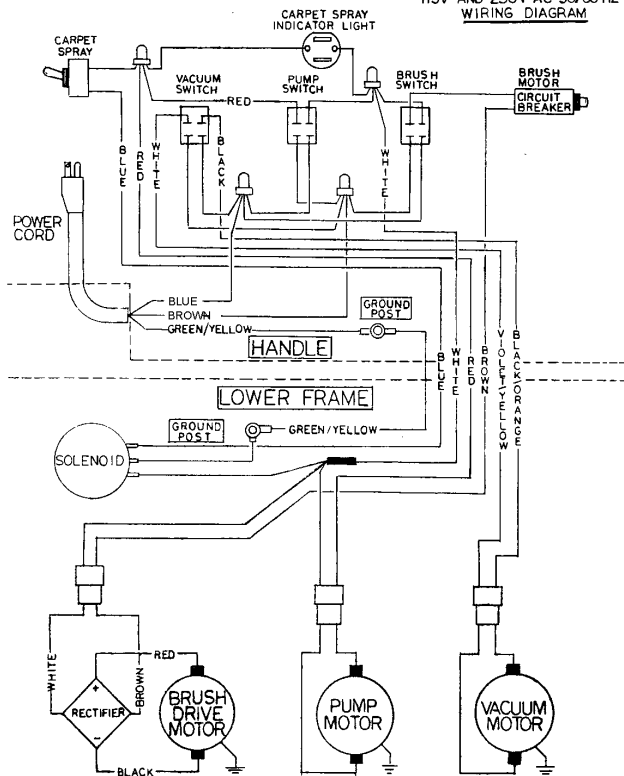 115V AND 230V AC 50/60HZ
WIRING DIAGRAM
CARPET SPRAY
INDICATOR LIGHT
CARPET
SPRAY
VACUUM
SWITCH
PUMP
SWITCH
BRUSH
SWITCH
BRUSH
MOTOR
CIRCUIT
BREAKER
RED
BLUE
RED
WHITE
BLACK
WHITE
POWER
CORD
BLUE
BROWN
GREEN/YELLOW
GROUND
POST
HANDLE
BLUE
WHITE
RED
BROWN
VIOLET/YELLOW
BLACK/ORANGE
LOWER FRAME
GROUND
POST
GREEN/YELLOW
SOLENOID
WHITE
RED
BROWN
+
RECTIFIER
-
BLACK
BRUSH
DRIVE
MOTOR
PUMP
MOTOR
VACUUM
MOTOR